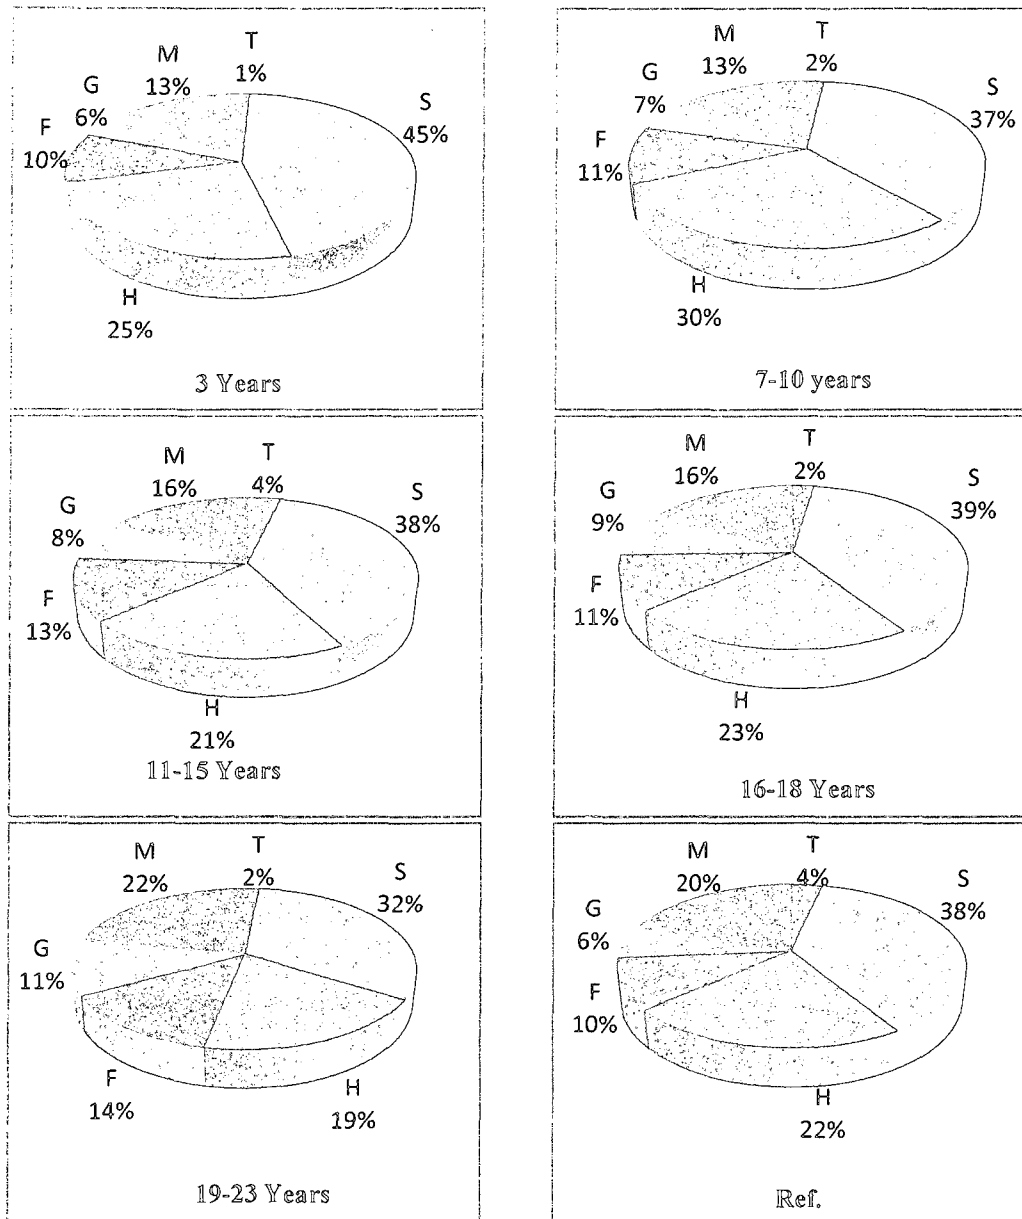 T
1%
M
13%
G
6%
F
10%
S
45%
H
25%
3 Years
T
2%
M
13%
G
7%
F
11%
S
37%
H
30%
7-10 years
T
4%
M
16%
G
8%
F
13%
S
38%
H
21%
11-15 Years
T
2%
M
16%
G
9%
F
11%
S
39%
H
23%
16-18 Years
T
2%
M
22%
G
11%
F
14%
S
32%
H
19%
19-23 Years
T
4%
M
20%
G
6%
F
10%
S
38%
H
22%
Ref.